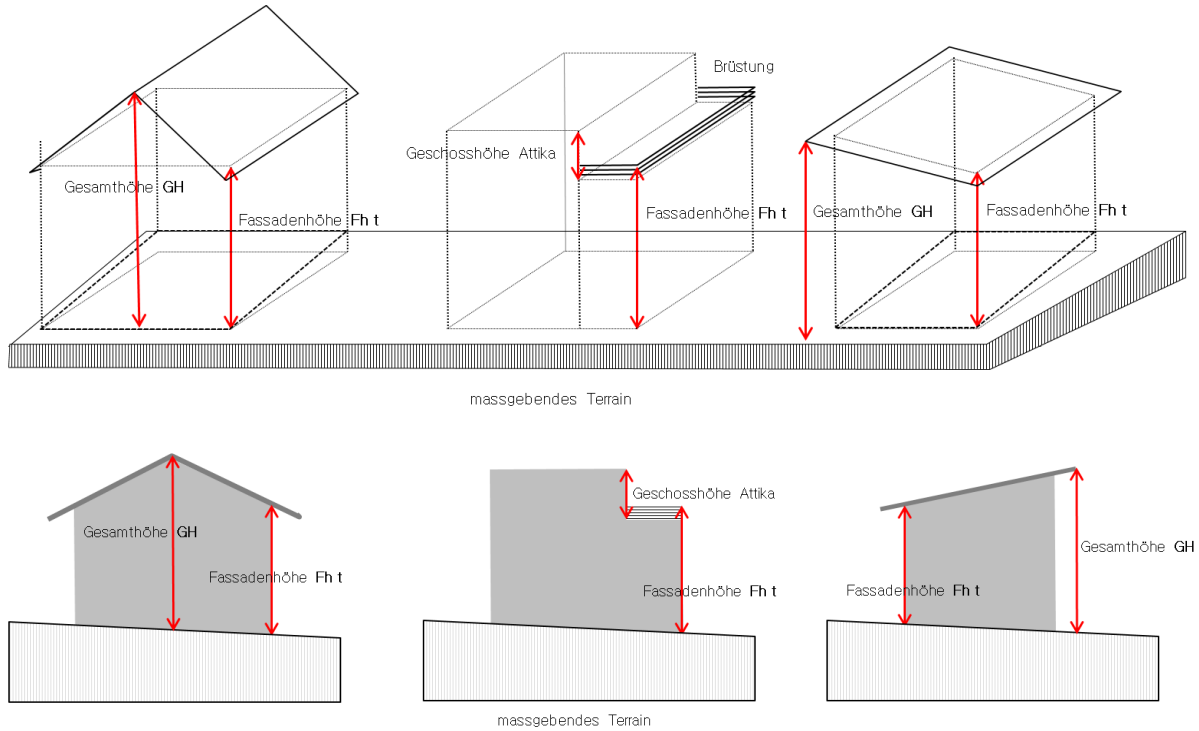 Brüstung
Geschosshöhe Attika
Gesamthöhe GH
Fassadenhöhe Fh t
Fassadenhöhe Fh t
Gesamthöhe GH
Fassadenhöhe Fh t
massgebendes Terrain
Geschosshöhe Attika
Gesamthöhe GH
Gesamthöhe GH
Fassadenhöhe Fh t
Fassadenhöhe Fh t
Fassadenhöhe Fh t
massgebendes Terrain